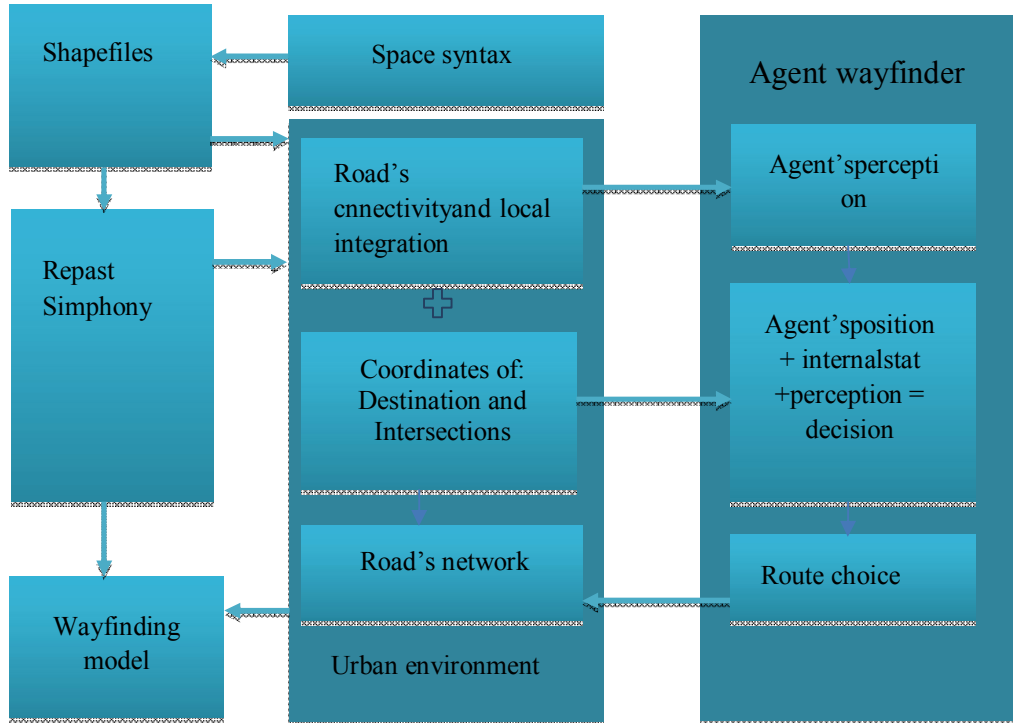 Shapefiles
Space syntax
Agent wayfinder
Road's
cnnectivityand local
integration
Agent’spercepti
on
Repast
Simphony
Coordinates of:
Destination and
Intersections
Agent’sposition
+ internalstat
+perception =
decision
Road's network
Route choice
Wayfinding
model
Urban environment